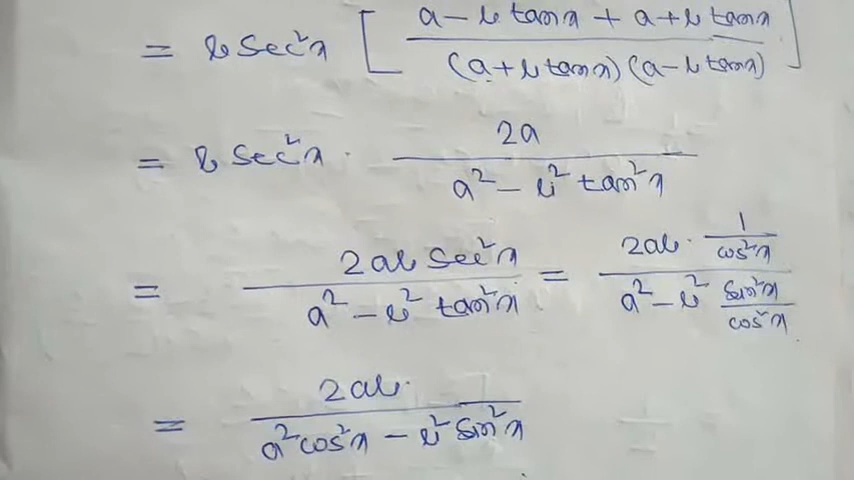 = b sec²x [ (a - b tan x + a + b tan x) / ((a + b tan x)(a - b tan x)) ]
= b sec²x · 2a / (a² - b² tan²x)
= 2ab sec²x / (a² - b² tan²x) = (2ab · 1/cos²x) / (a² - b² sin²x/cos²x)
= 2ab / (a² cos²x - b² sin²x)